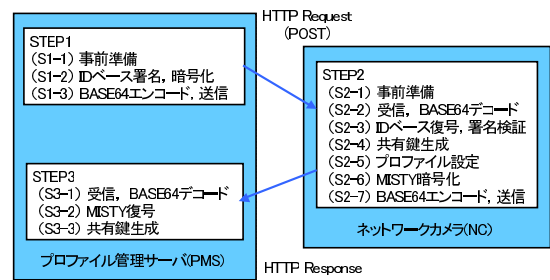 HTTP Request
(POST)
STEP1
(S1-1) 事前準備
(S1-2) IDベース署名, 暗号化
(S1-3) BASE64エンコード, 送信
STEP2
(S2-1) 事前準備
(S2-2) 受信, BASE64デコード
(S2-3) IDベース復号, 署名検証
(S2-4) 共有鍵生成
(S2-5) プロファイル設定
(S2-6) MISTY暗号化
(S2-7) BASE64エンコード, 送信
STEP3
(S3-1) 受信, BASE64デコード
(S3-2) MISTY復号
(S3-3) 共有鍵生成
ネットワークカメラ(NC)
プロファイル管理サーバ(PMS)
HTTP Response